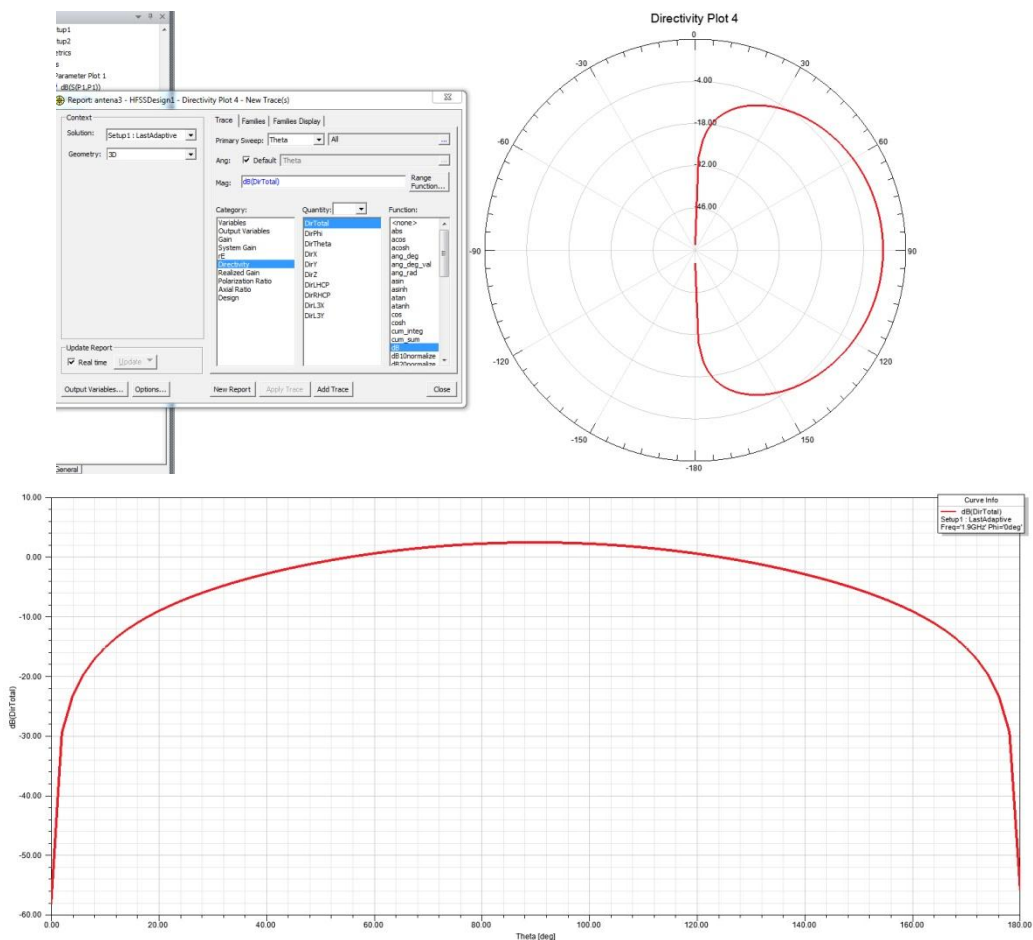 tup1
tup2
etrics
s
Parameter Plot 1
dB(S(P1,P1))
Report: antena3 - HFSSDesign1 - Directivity Plot 4 - New Trace(s)
Context
Solution: Setup1 : LastAdaptive
Geometry: 3D
Update Report
Real time Update
Output Variables... Options...
Trace Families Families Display
Primary Sweep: Theta All ...
Ang: Default Theta ...
Mag: dB(DirTotal) Range Function...
Category:
Variables
Output Variables
Gain
System Gain
rE
Directivity
Realized Gain
Polarization Ratio
Axial Ratio
Design
Quantity:
DirTotal
DirPhi
DirTheta
DirX
DirY
DirZ
DirLHCP
DirRHCP
DirL3X
DirL3Y
Function:
<none>
abs
acos
acosh
ang_deg
ang_deg_val
ang_rad
asin
asinh
atan
atanh
cos
cosh
cum_integ
cum_sum
dB
dB10normalize
dB20normalize
New Report Apply Trace Add Trace Close
General
Directivity Plot 4
0
-30 30
-4.00
-18.00
-60 60
-32.00
-46.00
-90 90
-120 120
-150 150
-180
10.00
0.00
-10.00
-20.00
-30.00
-40.00
-50.00
-60.00
dB(DirTotal)
Curve Info
dB(DirTotal)
Setup1 : LastAdaptive
Freq='1.9GHz' Phi='0deg'
0.00 20.00 40.00 60.00 80.00 100.00 120.00 140.00 160.00 180.00
Theta [deg]